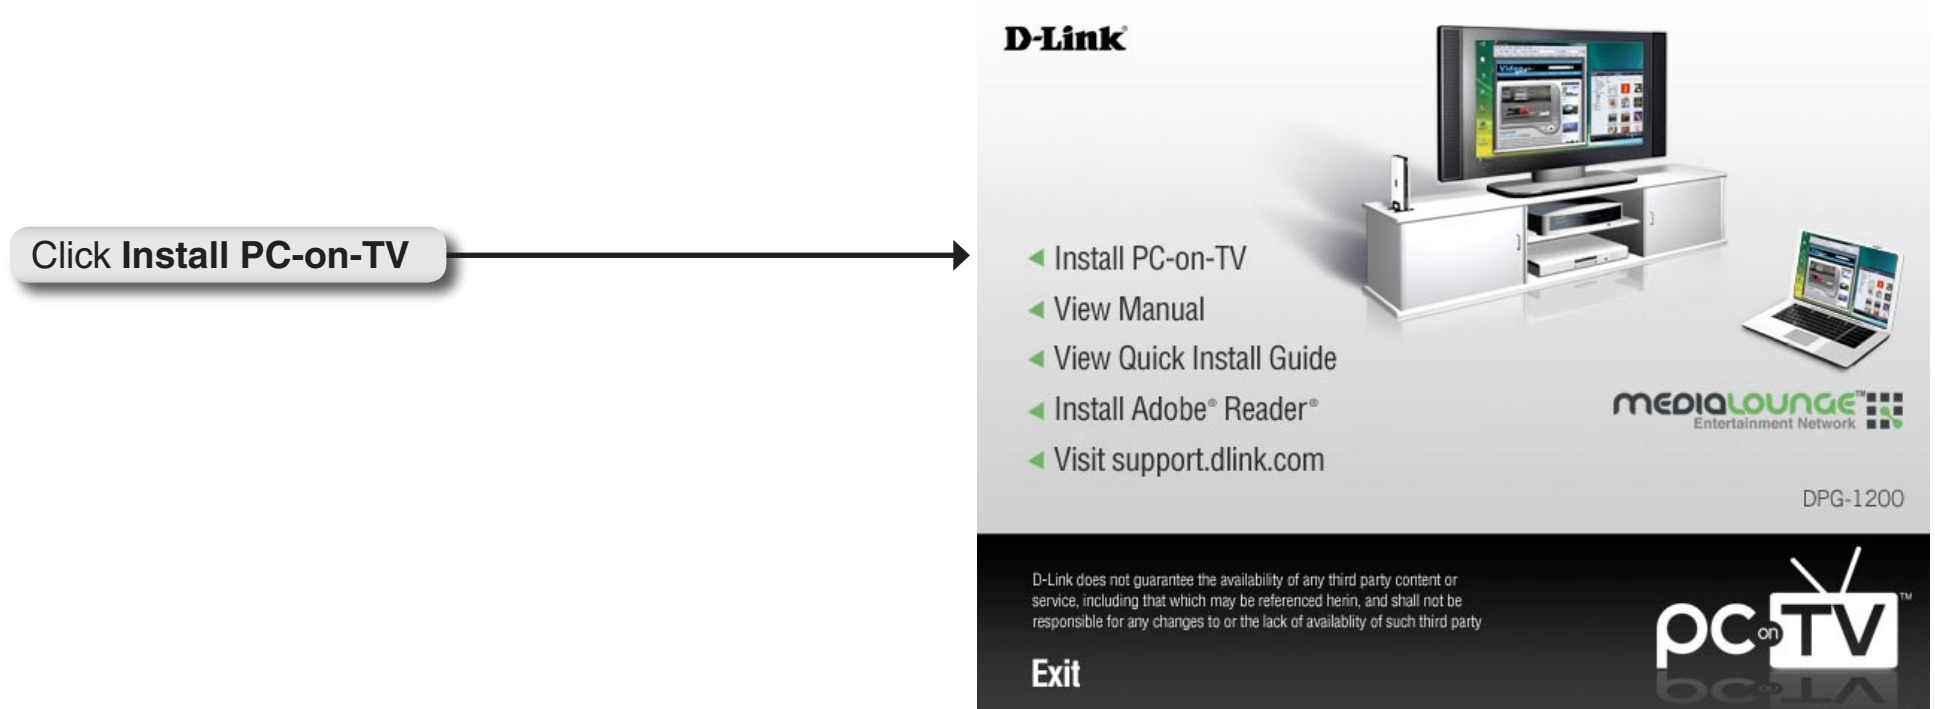 D-Link®
Click Install PC-on-TV
Install PC-on-TV
View Manual
View Quick Install Guide
Install Adobe® Reader®
Visit support.dlink.com
MEDIALOUNGE™
Entertainment Network
DPG-1200
D-Link does not guarantee the availability of any third party content or
service, including that which may be referenced herin, and shall not be
responsible for any changes to or the lack of availablity of such third party
Exit
pc on TV™